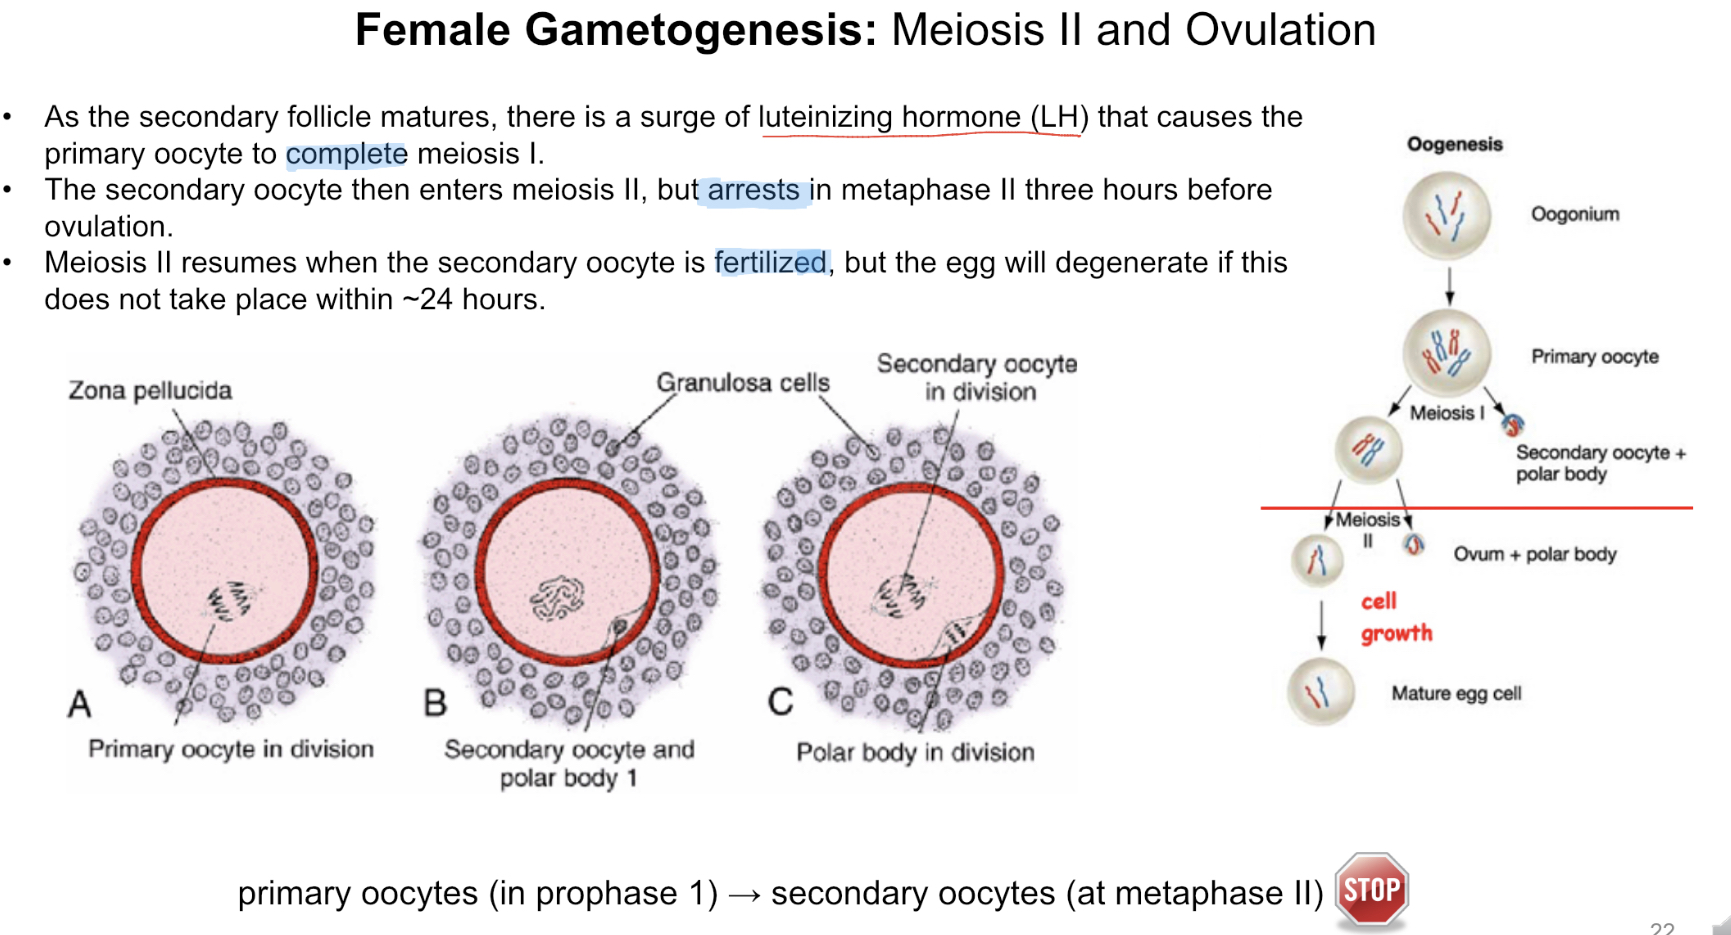 Female Gametogenesis: Meiosis II and Ovulation
• As the secondary follicle matures, there is a surge of luteinizing hormone (LH) that causes the
primary oocyte to complete meiosis I.
• The secondary oocyte then enters meiosis II, but arrests in metaphase II three hours before
ovulation.
• Meiosis II resumes when the secondary oocyte is fertilized, but the egg will degenerate if this
does not take place within ~24 hours.
Zona pellucida
Granulosa cells
Secondary oocyte
in division
A
B
C
Primary oocyte in division
Secondary oocyte and
polar body 1
Polar body in division
Oogenesis
Oogonium
Primary oocyte
Meiosis I
Secondary oocyte +
polar body
Meiosis
II
Ovum + polar body
cell
growth
Mature egg cell
primary oocytes (in prophase 1) → secondary oocytes (at metaphase II)
STOP
22